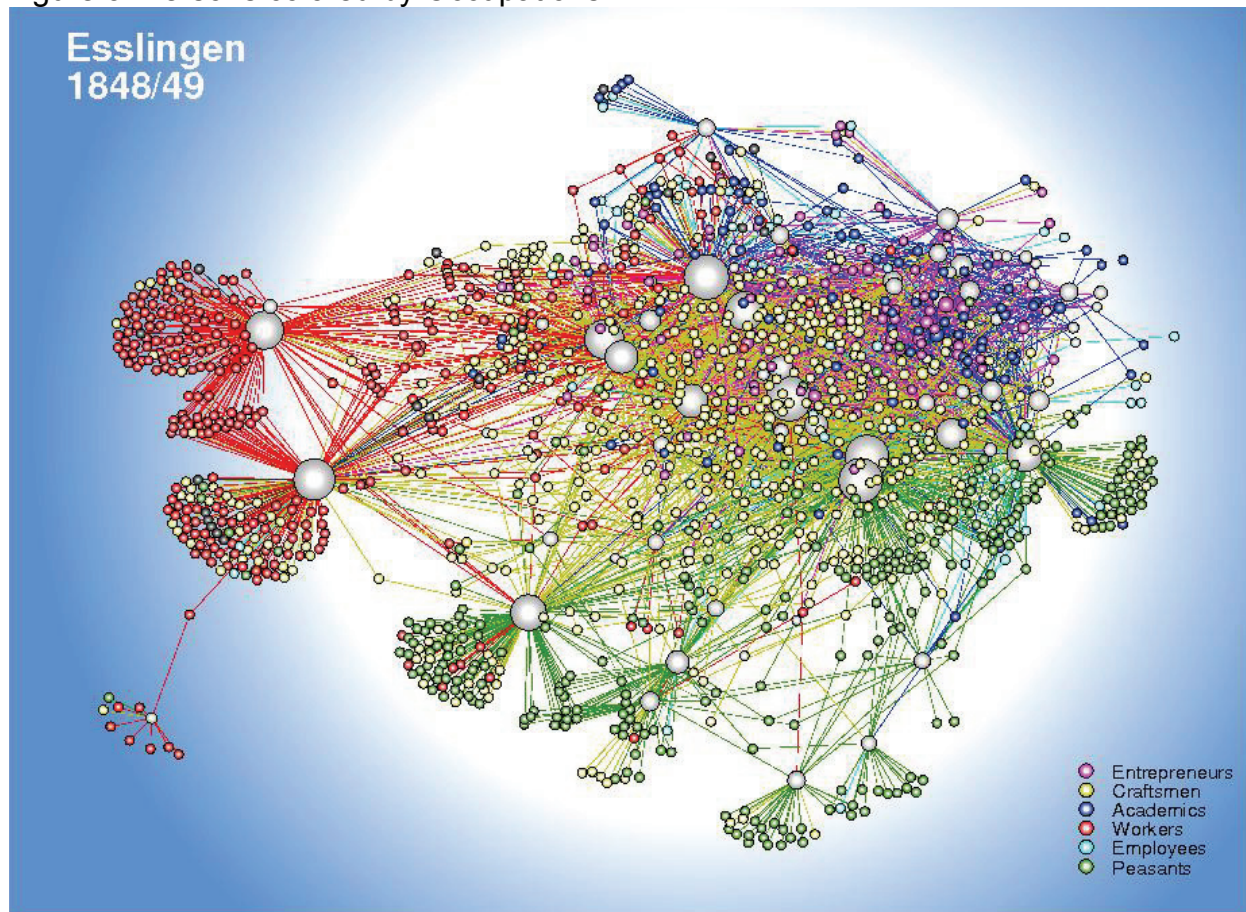 Esslingen
1848/49
Entrepreneurs
Craftsmen
Academics
Workers
Employees
Peasants